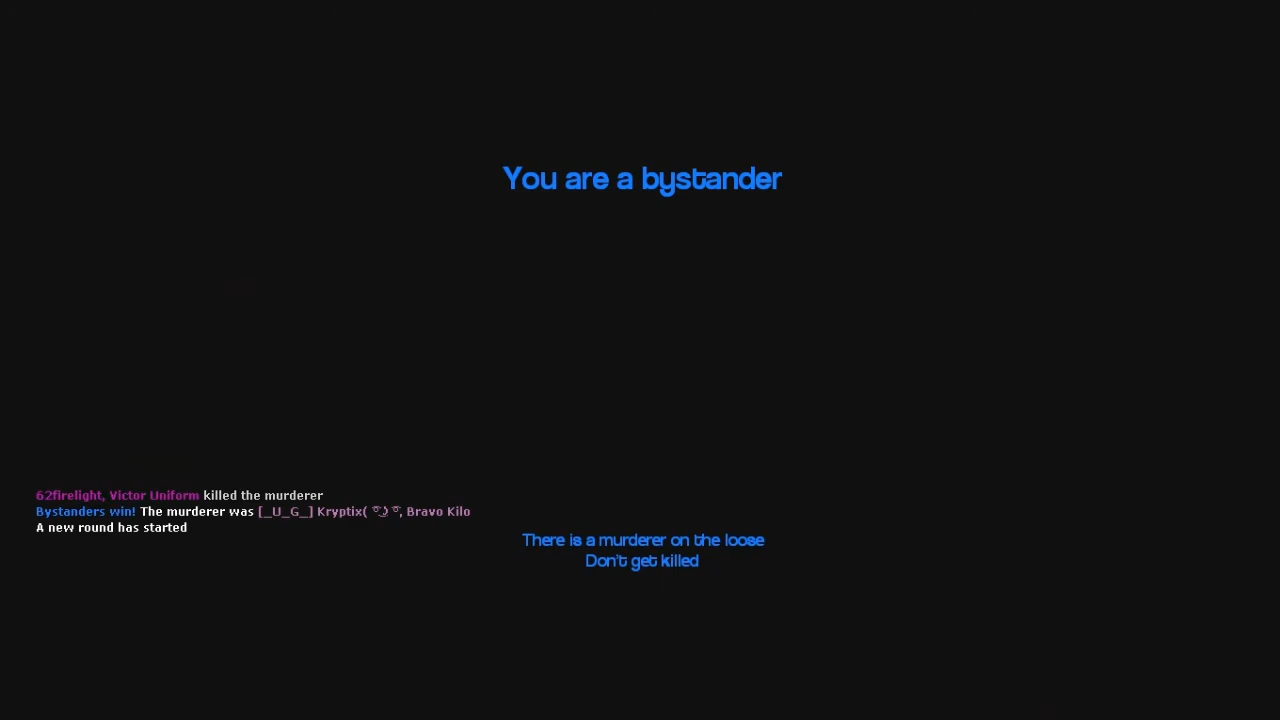 You are a bystander
62firelight, Victor Uniform killed the murderer
Bystanders win! The murderer was [_U_G_] Kryptix( ͡° ͜ʖ ͡°, Bravo Kilo
A new round has started
There is a murderer on the loose
Don't get killed